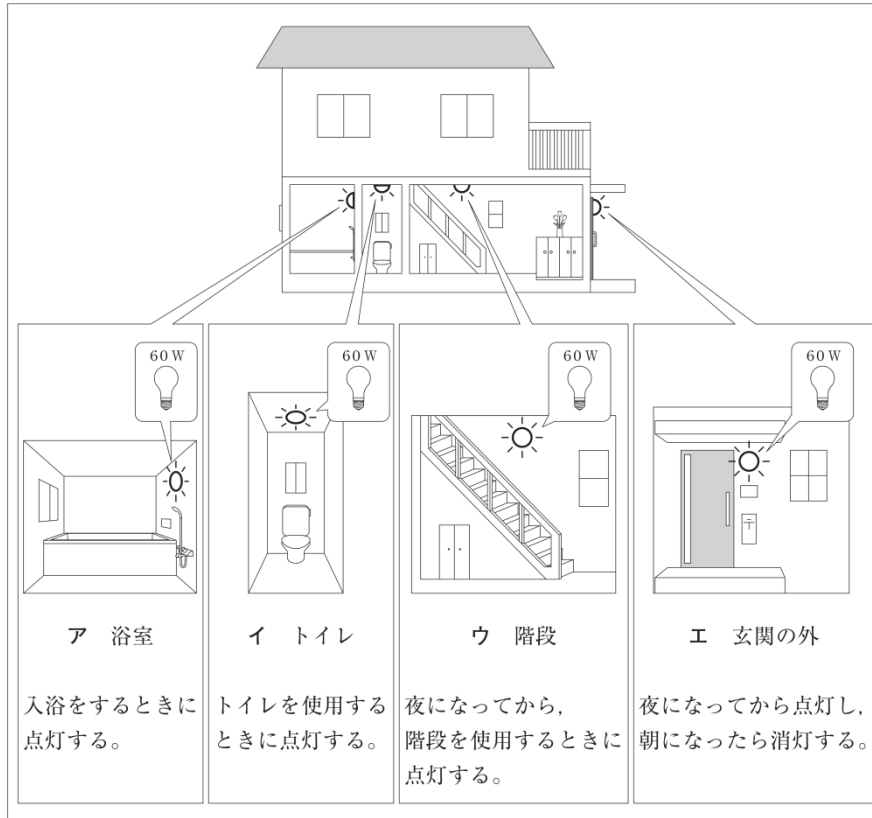 60 W
60 W
60 W
60 W
ア 浴室
入浴をするときに
点灯する。
イ トイレ
トイレを使用する
ときに点灯する。
ウ 階段
夜になってから，
階段を使用するときに
点灯する。
エ 玄関の外
夜になってから点灯し，
朝になったら消灯する。